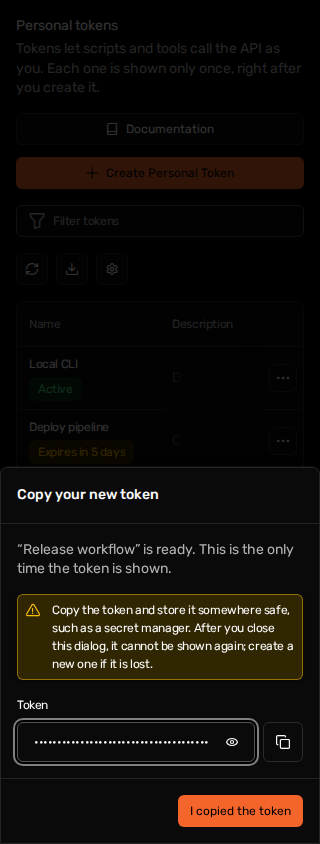 Personal tokens
Tokens let scripts and tools call the API as
you. Each one is shown only once, right after
you create it.
Documentation
Create Personal Token
Filter tokens
Name Description
Local CLI
Active
D
Deploy pipeline
Expires in 5 days
D
Copy your new token
“Release workflow” is ready. This is the only
time the token is shown.
Copy the token and store it somewhere safe,
such as a secret manager. After you close
this dialog, it cannot be shown again; create a
new one if it is lost.
Token
••••••••••••••••••••••••••••••••••••••
I copied the token